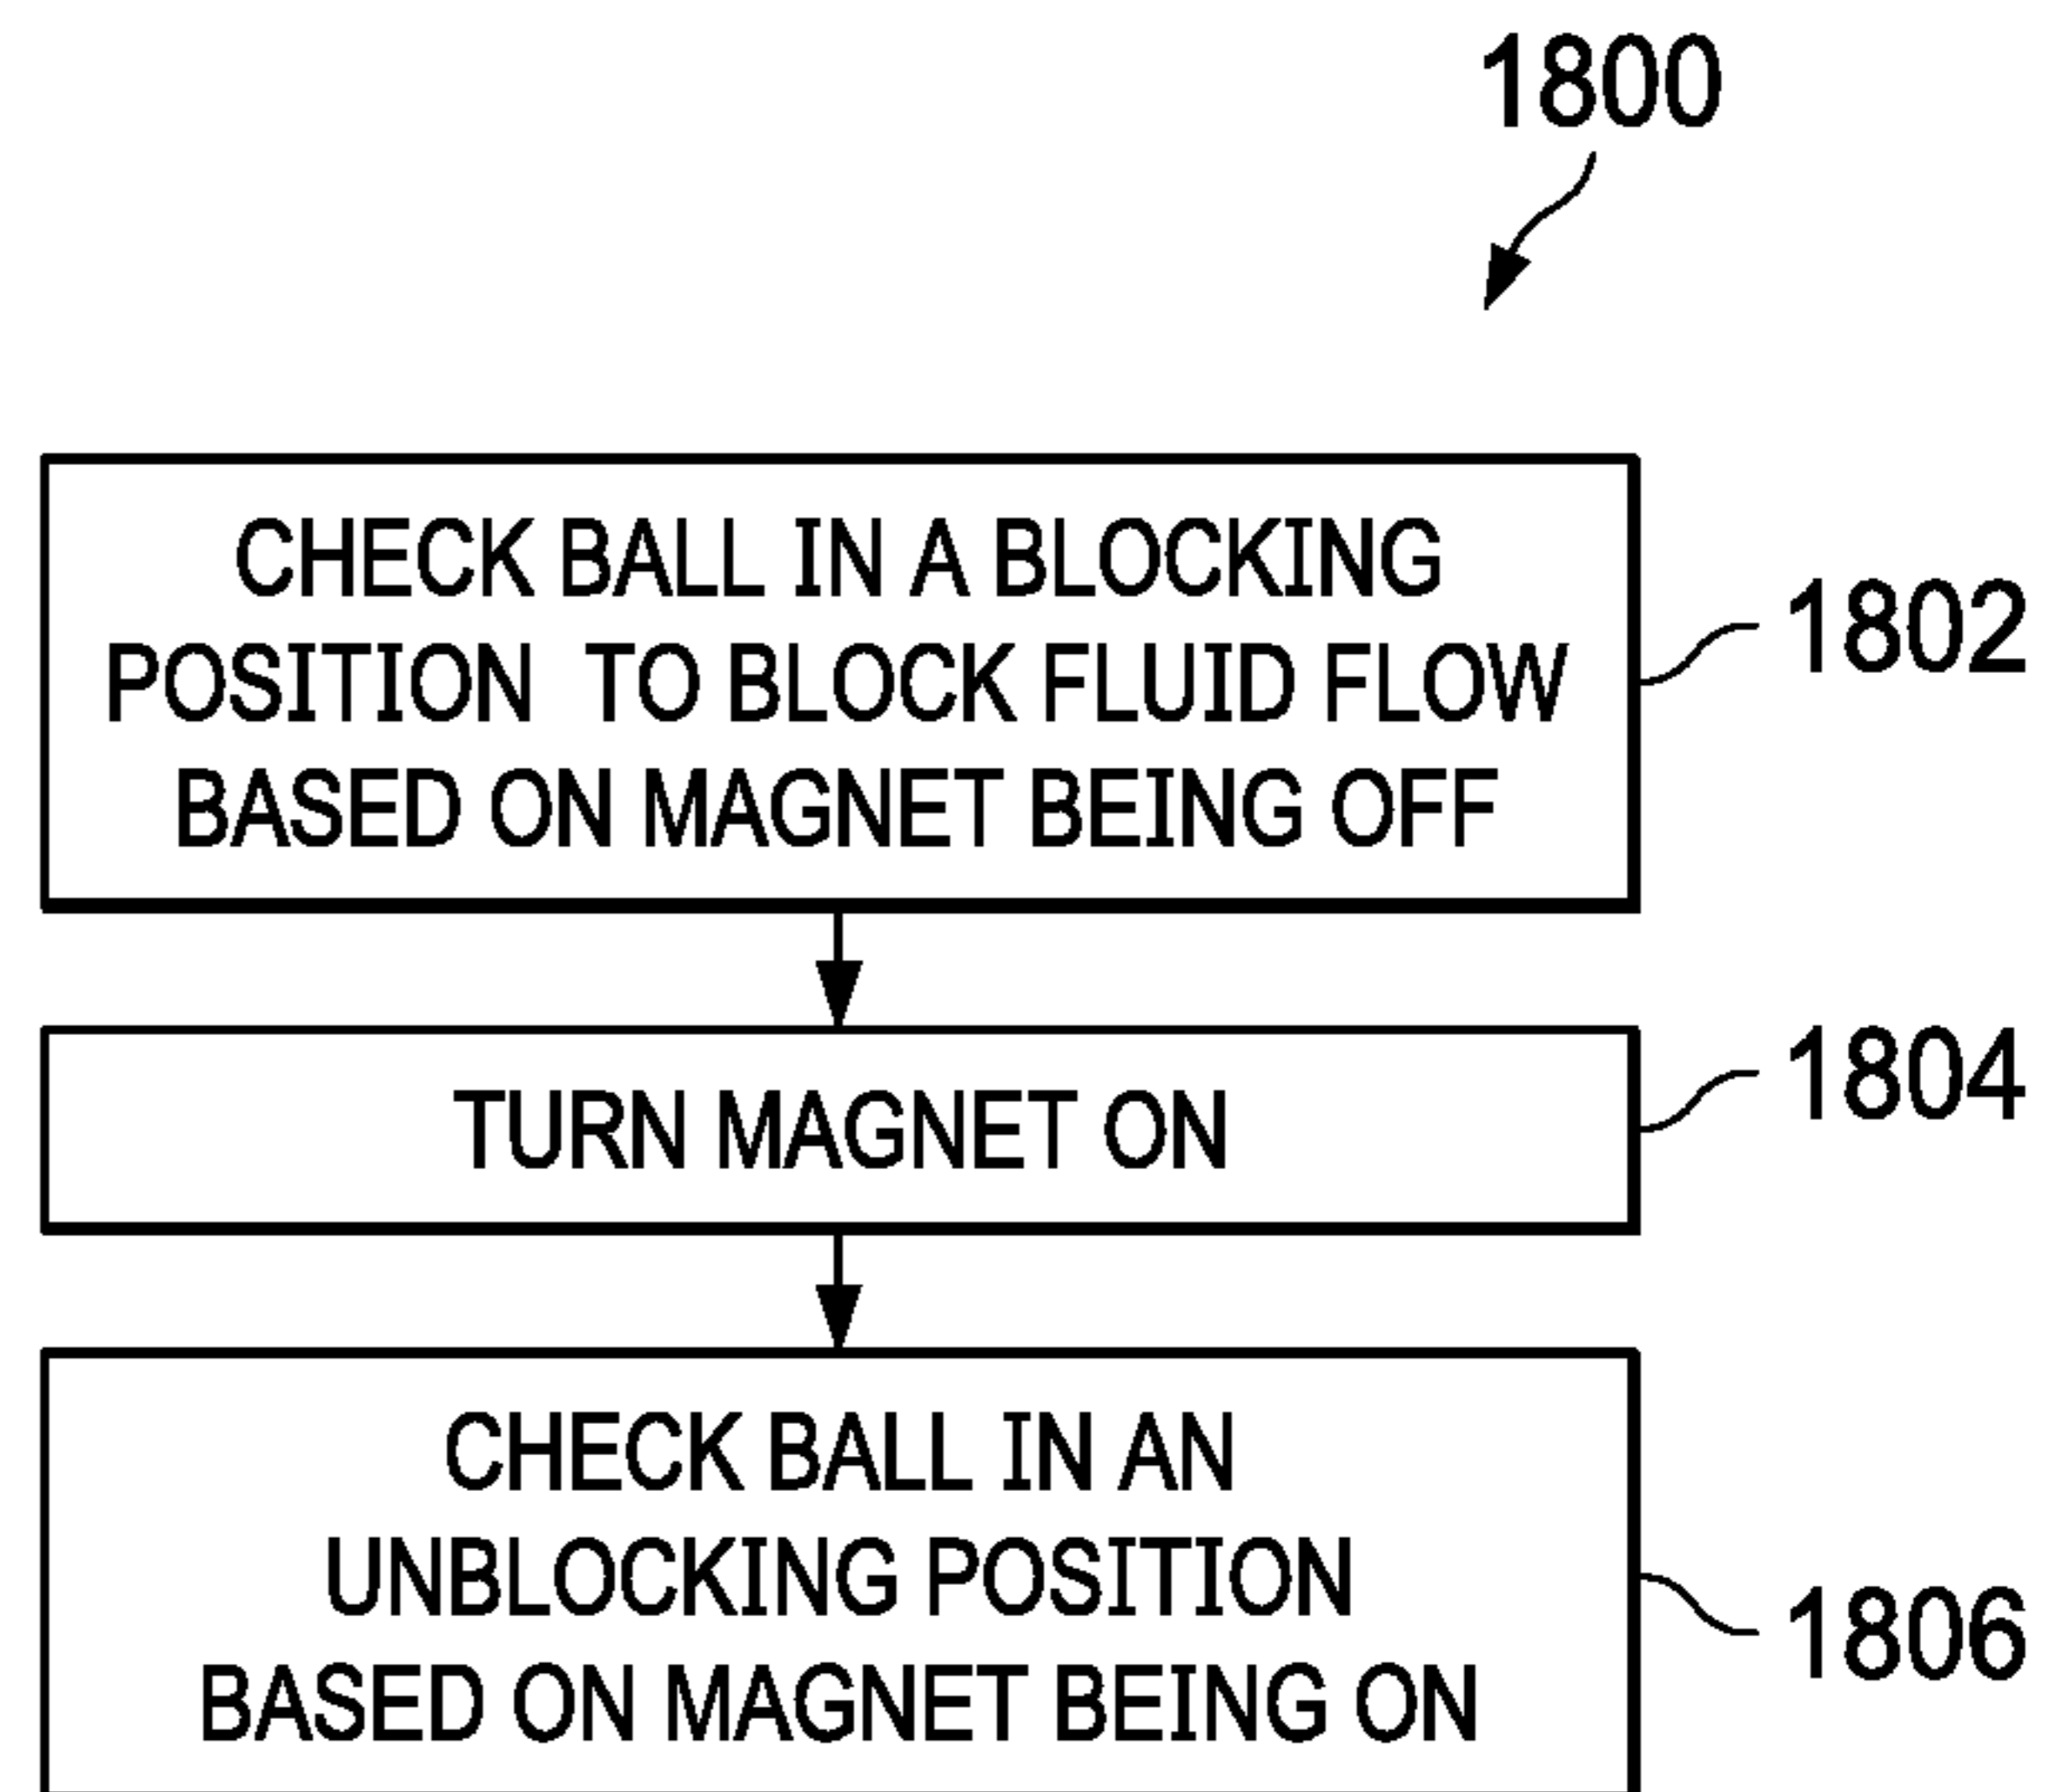 1800
CHECK BALL IN A BLOCKING
POSITION TO BLOCK FLUID FLOW
BASED ON MAGNET BEING OFF
1802
TURN MAGNET ON
1804
CHECK BALL IN AN
UNBLOCKING POSITION
BASED ON MAGNET BEING ON
1806